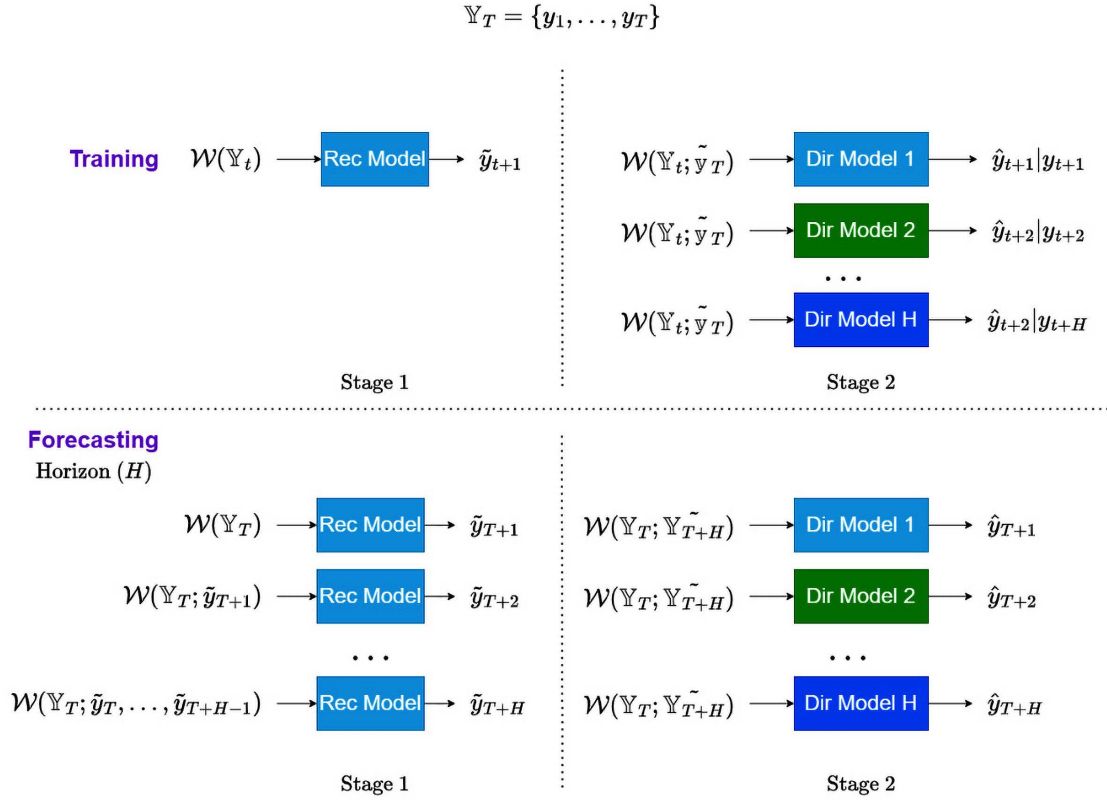 𝕐_T = {y_1, …, y_T}
Training
𝒲(𝕐_t) Rec Model ỹ_{t+1}
Stage 1
𝒲(𝕐_t; 𝕪̃_T) Dir Model 1 ŷ_{t+1}|y_{t+1}
𝒲(𝕐_t; 𝕪̃_T) Dir Model 2 ŷ_{t+2}|y_{t+2}
...
𝒲(𝕐_t; 𝕪̃_T) Dir Model H ŷ_{t+2}|y_{t+H}
Stage 2
Forecasting
Horizon (H)
𝒲(𝕐_T) Rec Model ỹ_{T+1}
𝒲(𝕐_T; ỹ_{T+1}) Rec Model ỹ_{T+2}
...
𝒲(𝕐_T; ỹ_T, …, ỹ_{T+H−1}) Rec Model ỹ_{T+H}
Stage 1
𝒲(𝕐_T; 𝕐̃_{T+H}) Dir Model 1 ŷ_{T+1}
𝒲(𝕐_T; 𝕐̃_{T+H}) Dir Model 2 ŷ_{T+2}
...
𝒲(𝕐_T; 𝕐̃_{T+H}) Dir Model H ŷ_{T+H}
Stage 2